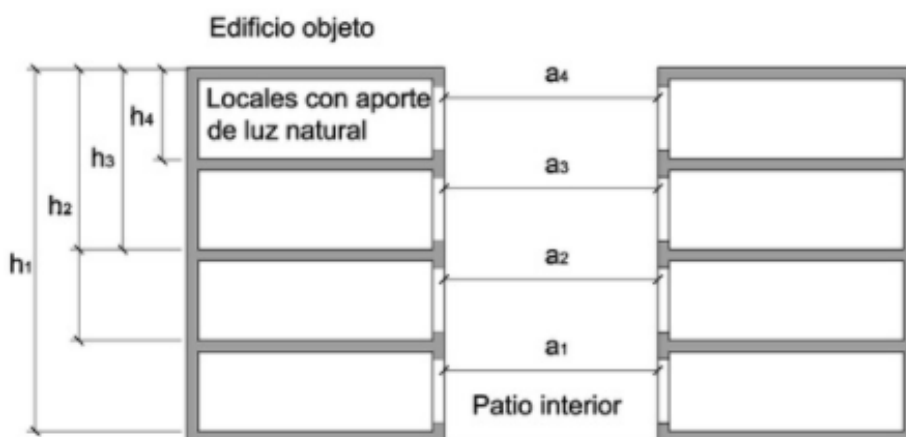 Edificio objeto
Locales con aporte
de luz natural
a4
h4
h3
a3
h2
h1
a2
a1
Patio interior